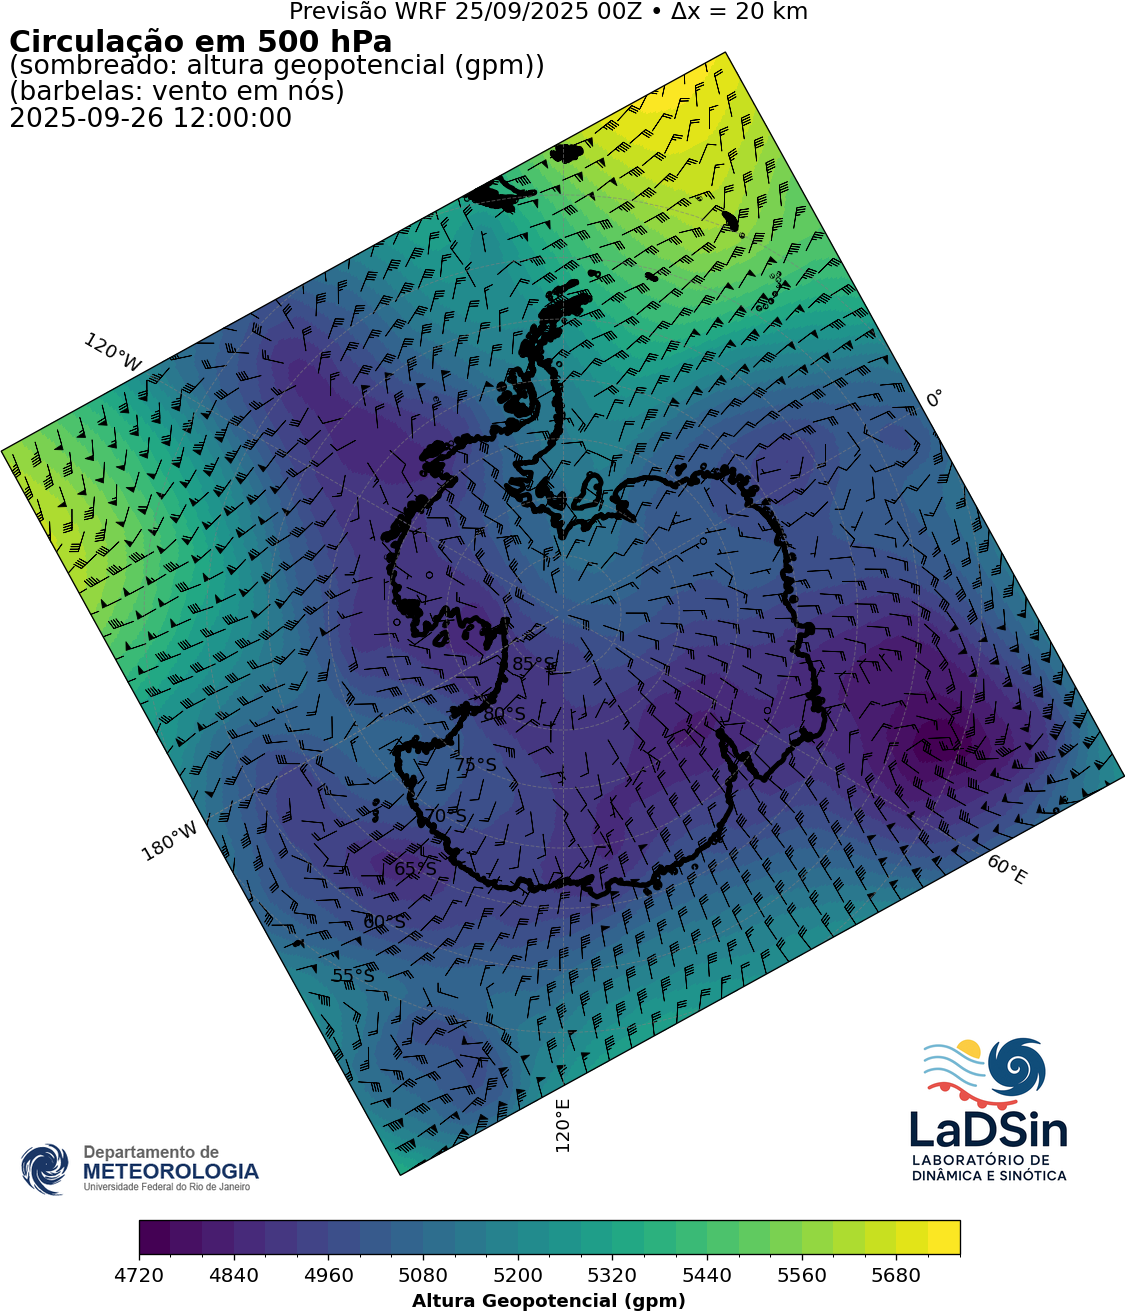 Previsão WRF 25/09/2025 00Z • Δx = 20 km
Circulação em 500 hPa
(sombreado: altura geopotencial (gpm))
(barbelas: vento em nós)
2025-09-26 12:00:00
120°W
0°
85°S
80°S
75°S
70°S
180°W
65°S
60°E
60°S
55°S
120°E
Departamento de
METEOROLOGIA
Universidade Federal do Rio de Janeiro
LaDSin
LABORATÓRIO DE
DINÂMICA E SINÓTICA
4720 4840 4960 5080 5200 5320 5440 5560 5680
Altura Geopotencial (gpm)